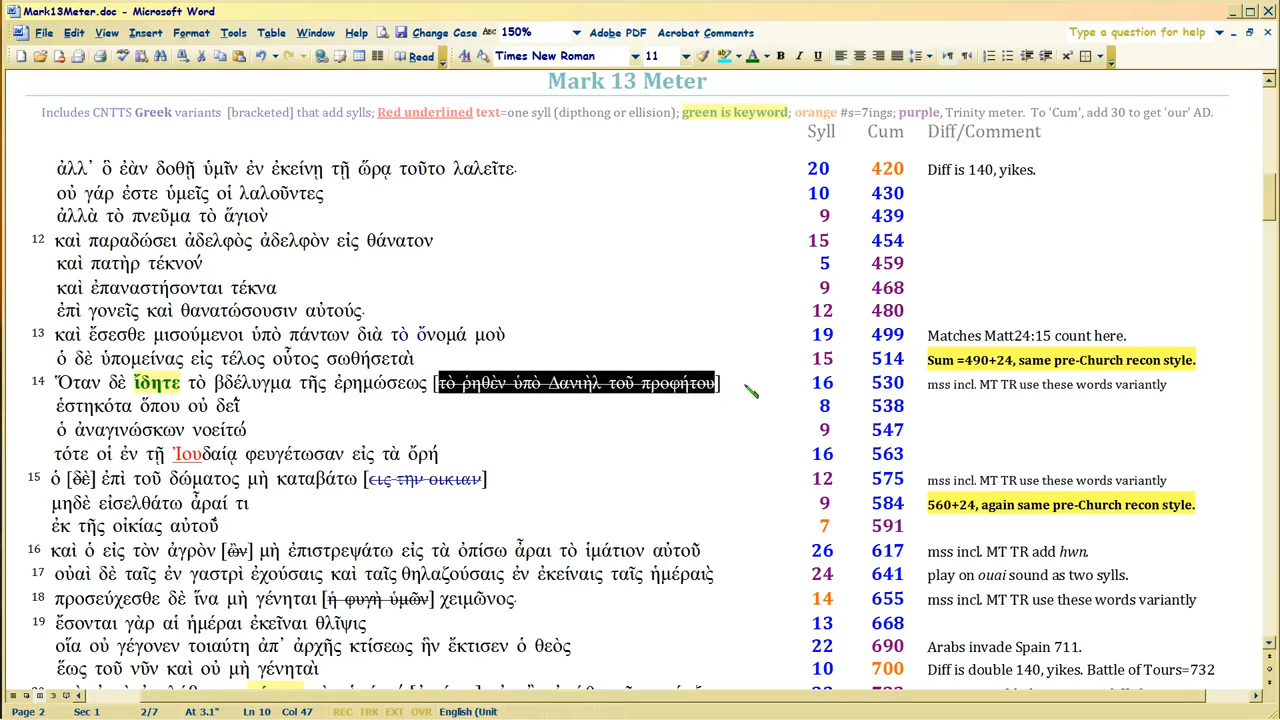 Mark13Meter.doc - Microsoft Word
File Edit View Insert Format Tools Table Window Help Change Case 150% Adobe PDF Acrobat Comments Type a question for help
Read Times New Roman 11 B I U
Mark 13 Meter
Includes CNTTS Greek variants [bracketed] that add sylls; Red underlined text=one syll (dipthong or ellision); green is keyword; orange #s=7ings; purple, Trinity meter. To 'Cum', add 30 to get 'our' AD.
Syll Cum Diff/Comment
ἀλλ᾽ ὃ ἐὰν δοθῇ ὑμῖν ἐν ἐκείνῃ τῇ ὥρᾳ τοῦτο λαλεῖτε· 20 420 Diff is 140, yikes.
οὐ γάρ ἐστε ὑμεῖς οἱ λαλοῦντες 10 430
ἀλλὰ τὸ πνεῦμα τὸ ἅγιον 9 439
12 καὶ παραδώσει ἀδελφὸς ἀδελφὸν εἰς θάνατον 15 454
καὶ πατὴρ τέκνον 5 459
καὶ ἐπαναστήσονται τέκνα 9 468
ἐπὶ γονεῖς καὶ θανατώσουσιν αὐτούς· 12 480
13 καὶ ἔσεσθε μισούμενοι ὑπὸ πάντων διὰ τὸ ὄνομά μου 19 499 Matches Matt24:15 count here.
ὁ δὲ ὑπομείνας εἰς τέλος οὗτος σωθήσεται 15 514 Sum =490+24, same pre-Church recon style.
14 Ὅταν δὲ ἴδητε τὸ βδέλυγμα τῆς ἐρημώσεως [τὸ ῥηθὲν ὑπὸ Δανιὴλ τοῦ προφήτου] 16 530 mss incl. MT TR use these words variantly
ἑστηκότα ὅπου οὐ δεῖ 8 538
ὁ ἀναγινώσκων νοείτω 9 547
τότε οἱ ἐν τῇ Ἰουδαίᾳ φευγέτωσαν εἰς τὰ ὄρη 16 563
15 ὁ [δὲ] ἐπὶ τοῦ δώματος μὴ καταβάτω [εις την οικιαν] 12 575 mss incl. MT TR use these words variantly
μηδὲ εἰσελθάτω ἆραί τι 9 584 560+24, again same pre-Church recon style.
ἐκ τῆς οἰκίας αὐτοῦ 7 591
16 καὶ ὁ εἰς τὸν ἀγρὸν [ὢν] μὴ ἐπιστρεψάτω εἰς τὰ ὀπίσω ἆραι τὸ ἱμάτιον αὐτοῦ 26 617 mss incl. MT TR add hwn.
17 οὐαὶ δὲ ταῖς ἐν γαστρὶ ἐχούσαις καὶ ταῖς θηλαζούσαις ἐν ἐκείναις ταῖς ἡμέραις 24 641 play on ouai sound as two sylls.
18 προσεύχεσθε δὲ ἵνα μὴ γένηται [ἡ φυγὴ ὑμῶν] χειμῶνος· 14 655 mss incl. MT TR use these words variantly
19 ἔσονται γὰρ αἱ ἡμέραι ἐκεῖναι θλῖψις 13 668
οἵα οὐ γέγονεν τοιαύτη ἀπ᾽ ἀρχῆς κτίσεως ἣν ἔκτισεν ὁ θεὸς 22 690 Arabs invade Spain 711.
ἕως τοῦ νῦν καὶ οὐ μὴ γένηται 10 700 Diff is double 140, yikes. Battle of Tours=732
Page 2 Sec 1 2/7 At 3.1" Ln 10 Col 47 REC TRK EXT OVR English (Unit